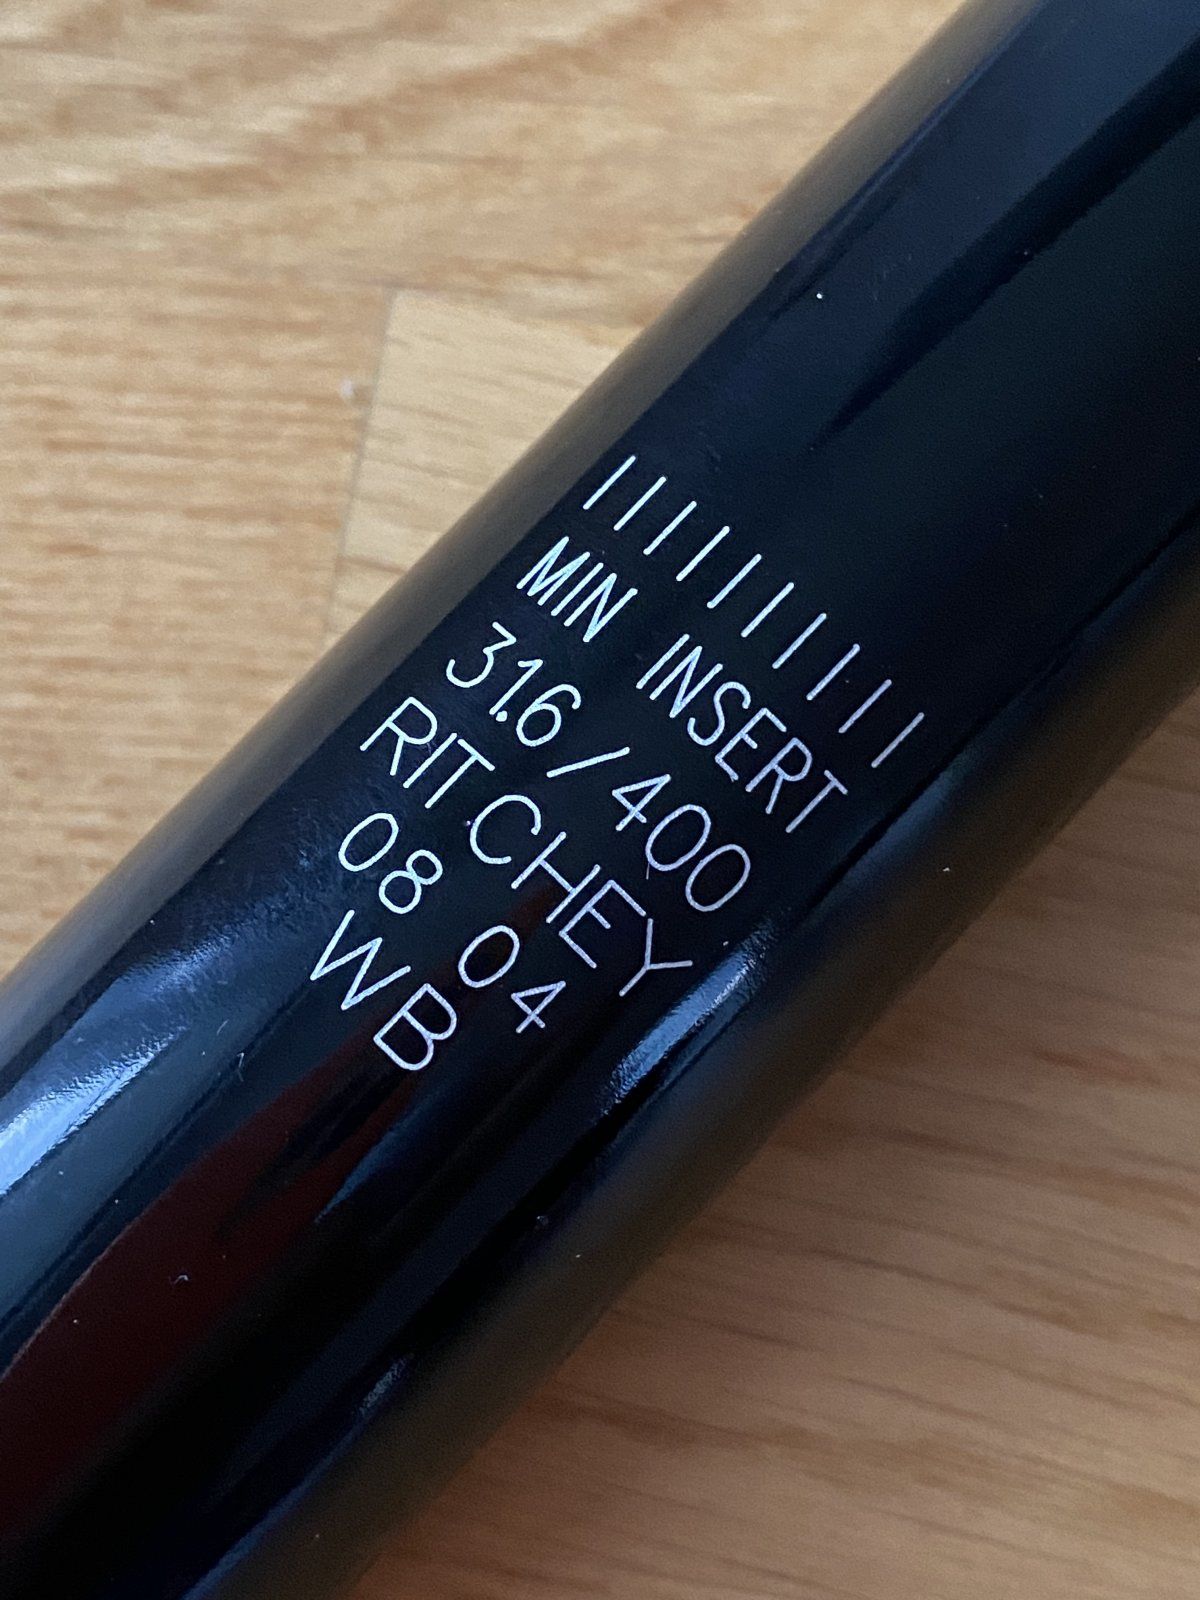 MIN INSERT
31.6/400
RITCHEY
08 04
WB